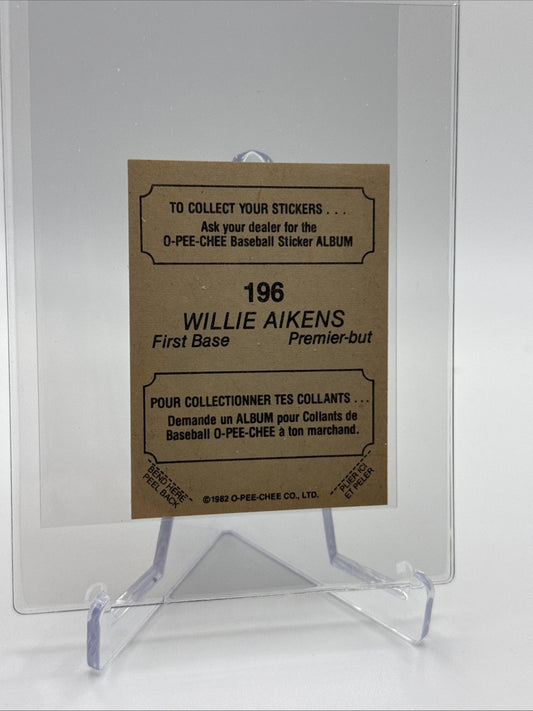 TO COLLECT YOUR STICKERS . . .
Ask your dealer for the
O-PEE-CHEE Baseball Sticker ALBUM
196
WILLIE AIKENS
First Base Premier-but
POUR COLLECTIONNER TES COLLANTS . . .
Demande un ALBUM pour Collants de
Baseball O-PEE-CHEE à ton marchand.
BEND HERE
PEEL BACK
PLIER ICI
ET PELER
©1982 O-PEE-CHEE CO., LTD.